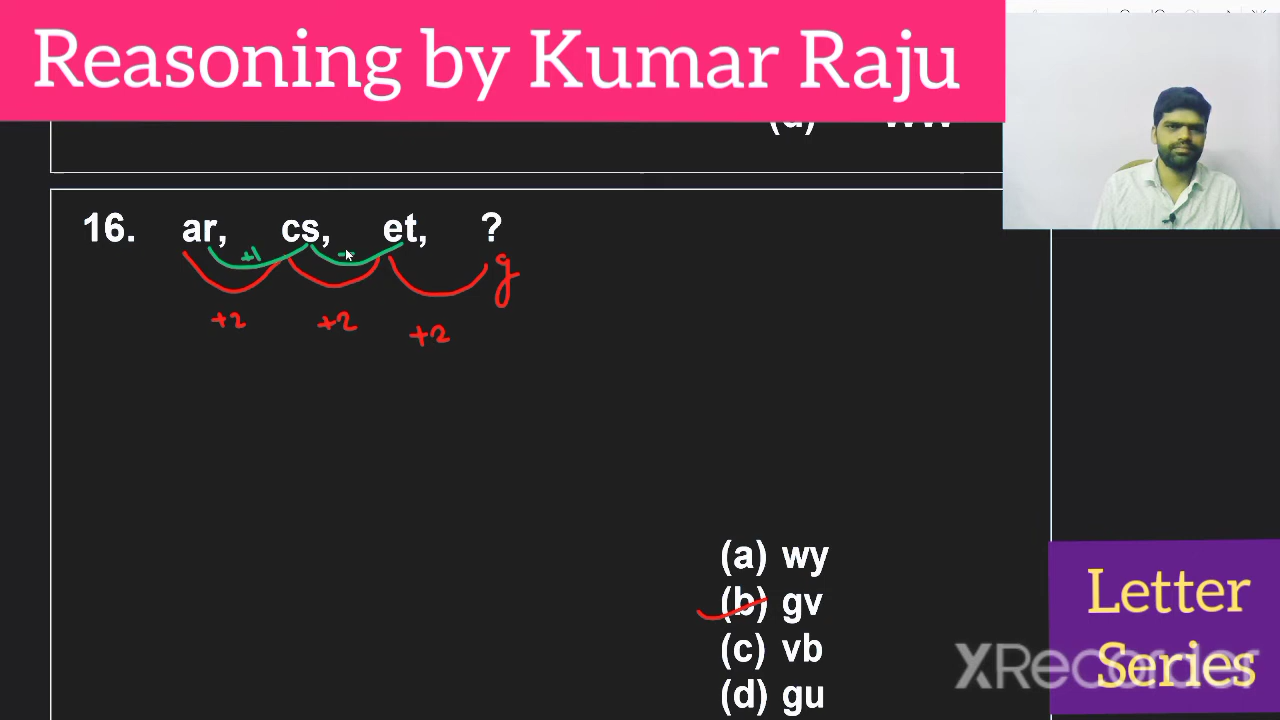 Reasoning by Kumar Raju
16. ar, cs, et, ?
+1
g
+2 +2 +2
(a) wy
(b) gv
(c) vb
(d) gu
Letter
Series
XRecorder